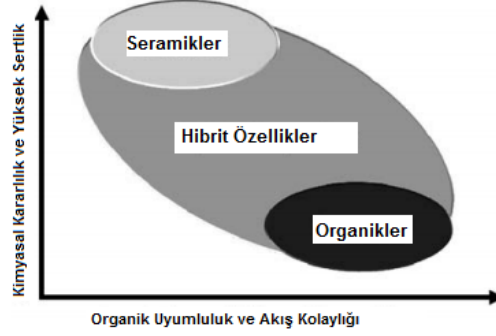 Kimyasal Kararlılık ve Yüksek Sertlik
Seramikler
Hibrit Özellikler
Organikler
Organik Uyumluluk ve Akış Kolaylığı